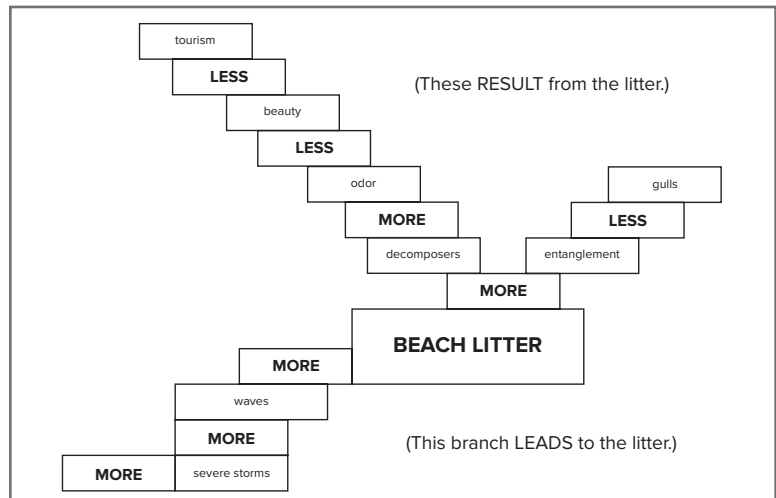 tourism
LESS
(These RESULT from the litter.)
beauty
LESS
odor
gulls
MORE
LESS
decomposers
entanglement
MORE
BEACH LITTER
MORE
waves
MORE
(This branch LEADS to the litter.)
MORE
severe storms